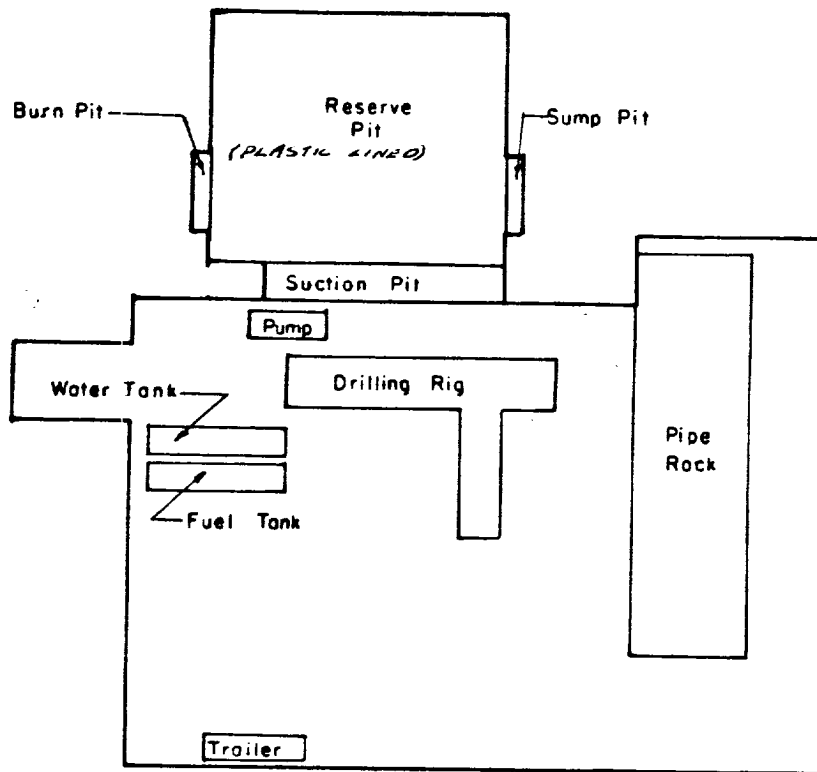 Reserve
Pit
(PLASTIC LINED)
Burn Pit
Sump Pit
Suction Pit
Pump
Water Tank
Drilling Rig
Pipe
Rack
Fuel Tank
Trailer